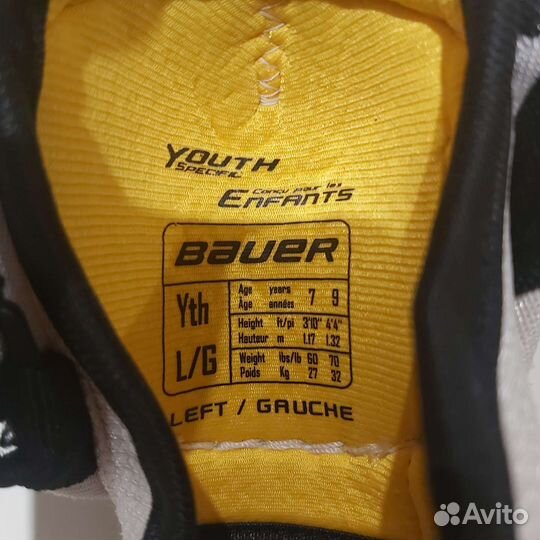 YOUTH
SPECIFIC
Conçu pour les
ENFANTS
BAUER
Yth
L/G
Age years 7 9
Âge années
Height ft/pi 3'10" 4'4"
Hauteur m 1.17 1.32
Weight lbs/lb 60 70
Poids Kg 27 32
LEFT / GAUCHE
Avito